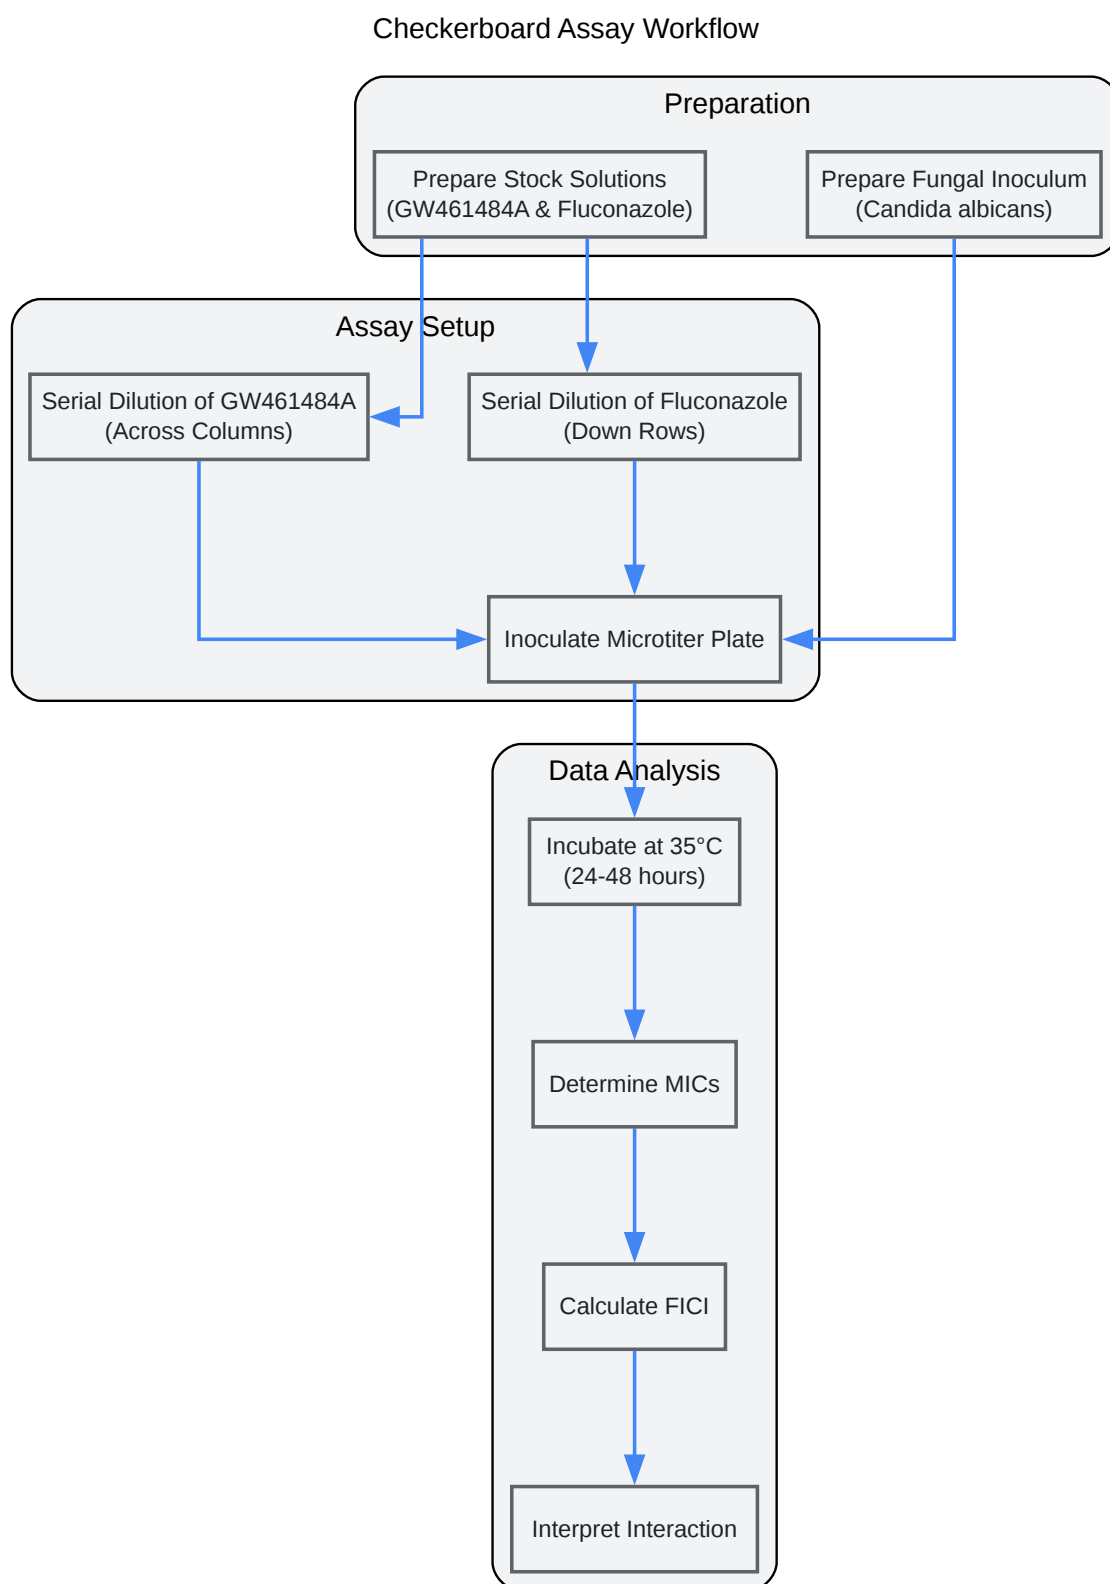 Checkerboard Assay Workflow
Preparation
Prepare Stock Solutions
(GW461484A & Fluconazole)
Prepare Fungal Inoculum
(Candida albicans)
Assay Setup
Serial Dilution of GW461484A
(Across Columns)
Serial Dilution of Fluconazole
(Down Rows)
Inoculate Microtiter Plate
Data Analysis
Incubate at 35°C
(24-48 hours)
Determine MICs
Calculate FICI
Interpret Interaction